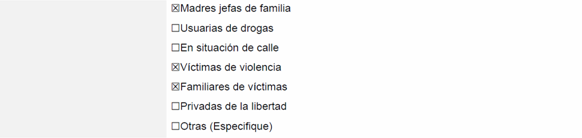 ☒Madres jefas de familia
☐Usuarias de drogas
☐En situación de calle
☒Víctimas de violencia
☒Familiares de víctimas
☐Privadas de la libertad
☐Otras (Especifique)